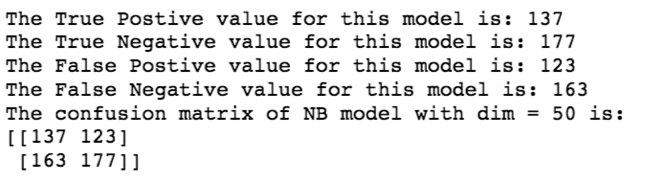 The True Postive value for this model is: 137
The True Negative value for this model is: 177
The False Postive value for this model is: 123
The False Negative value for this model is: 163
The confusion matrix of NB model with dim = 50 is:
[[137 123]
 [163 177]]